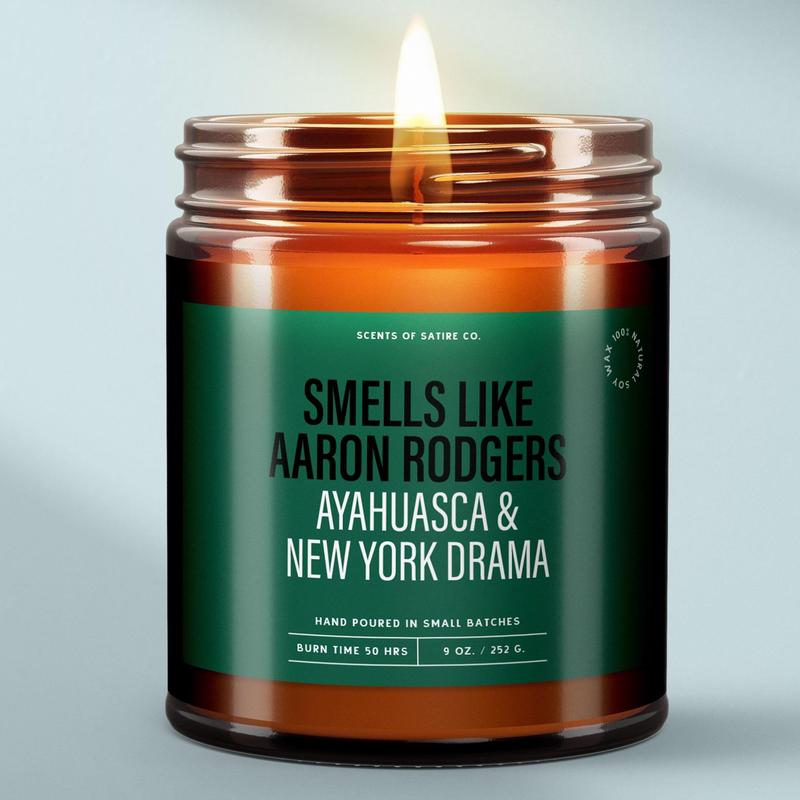 SCENTS OF SATIRE CO.
100% NATURAL SOY WAX
SMELLS LIKE
AARON RODGERS
AYAHUASCA &
NEW YORK DRAMA
HAND POURED IN SMALL BATCHES
BURN TIME 50 HRS
9 OZ. / 252 G.